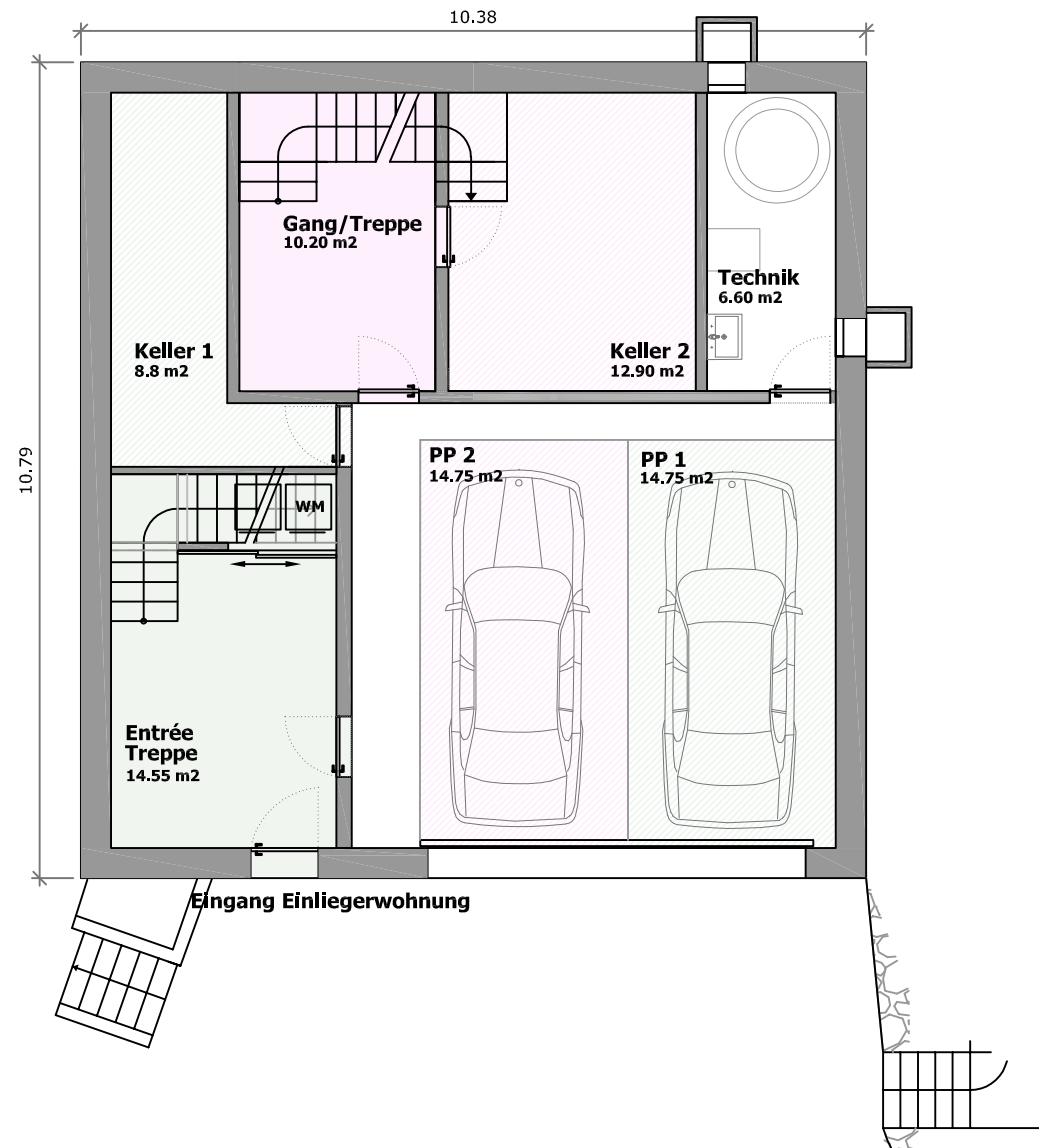 10.38
10.79
Gang/Treppe
10.20 m2
Technik
6.60 m2
Keller 1
8.8 m2
Keller 2
12.90 m2
PP 2
14.75 m2
PP 1
14.75 m2
WM
Entrée
Treppe
14.55 m2
Eingang Einliegerwohnung